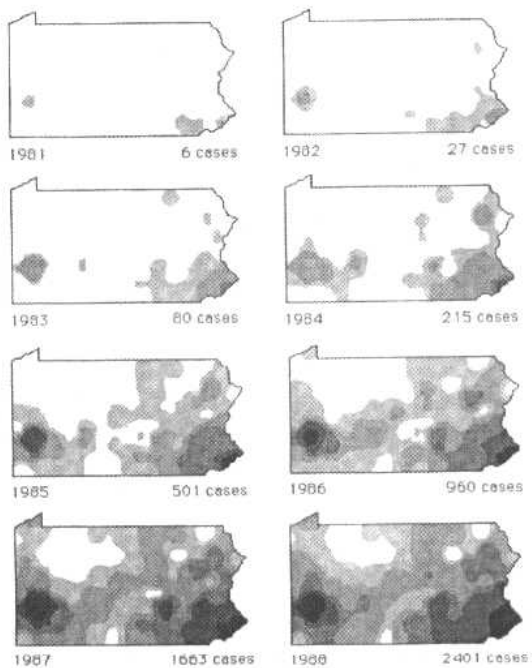 1981 6 cases
1982 27 cases
1983 80 cases
1984 215 cases
1985 501 cases
1986 960 cases
1987 1663 cases
1988 2401 cases